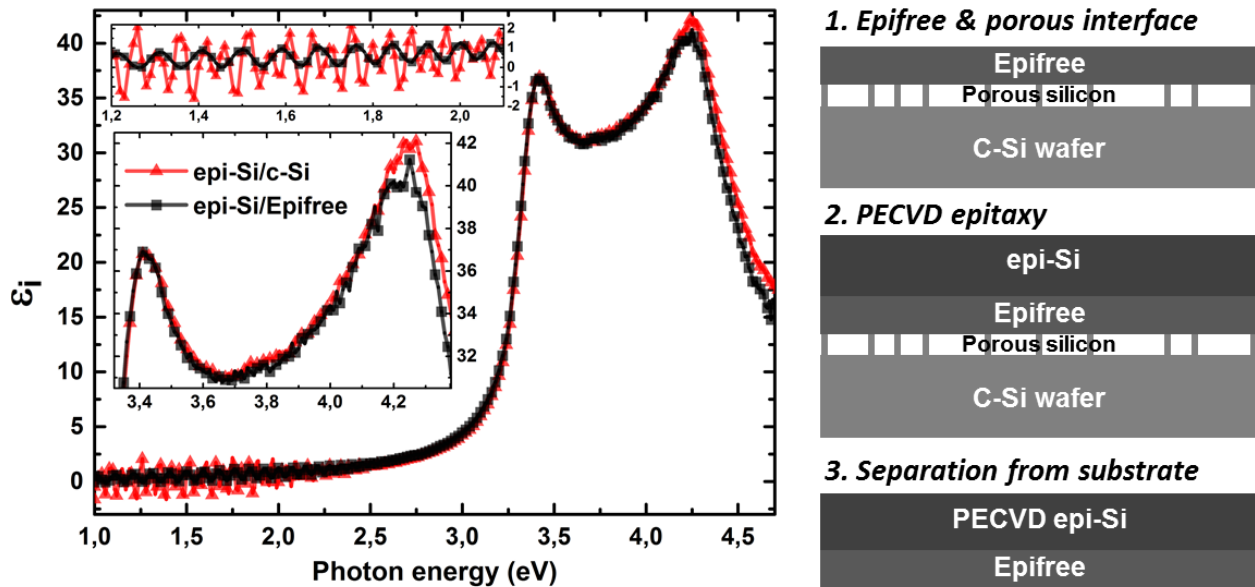 40
35
30
25
20
15
10
5
0
εi
1,0 1,5 2,0 2,5 3,0 3,5 4,0 4,5
Photon energy (eV)
2
1
0
-1
-2
1,2 1,4 1,6 1,8 2,0
epi-Si/c-Si
epi-Si/Epifree
42
40
38
36
34
32
3,4 3,6 3,8 4,0 4,2
1. Epifree & porous interface
Epifree
Porous silicon
C-Si wafer
2. PECVD epitaxy
epi-Si
Epifree
Porous silicon
C-Si wafer
3. Separation from substrate
PECVD epi-Si
Epifree